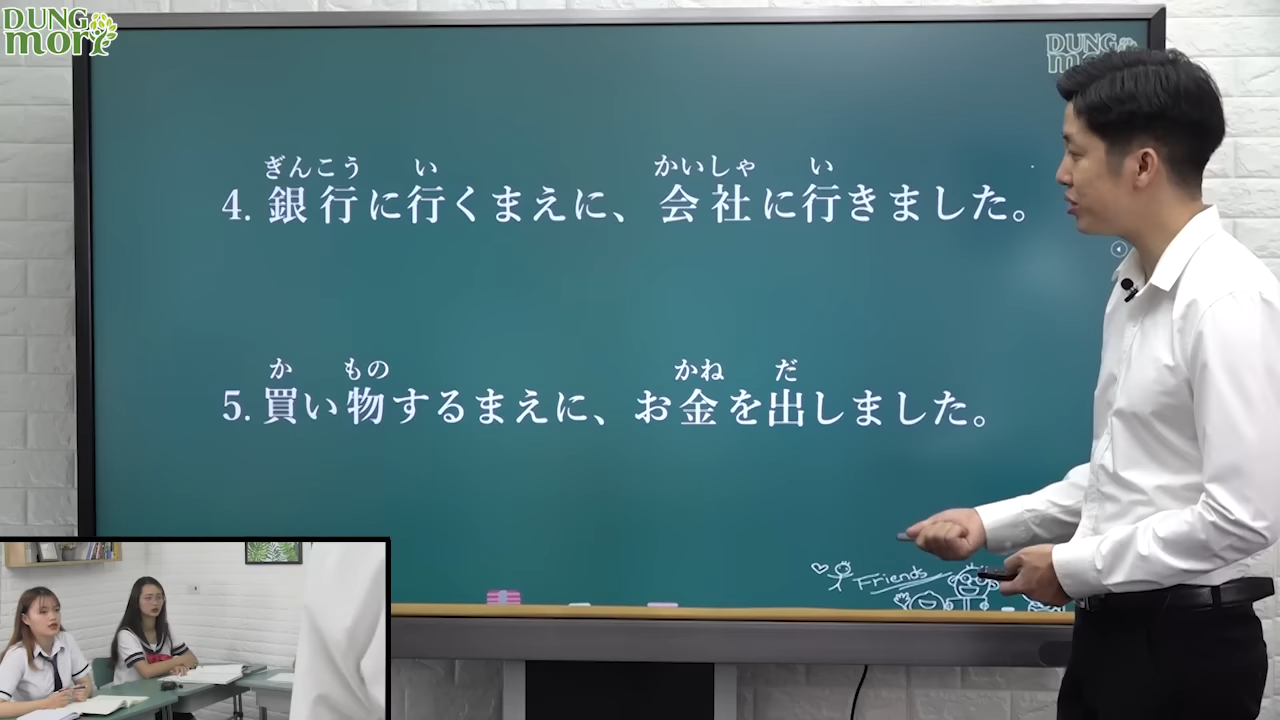 DUNG
mori
DUNG
ぎんこう い かいしゃ い
4. 銀行に行くまえに、会社に行きました。
か もの かね だ
5. 買い物するまえに、お金を出しました。
Friends